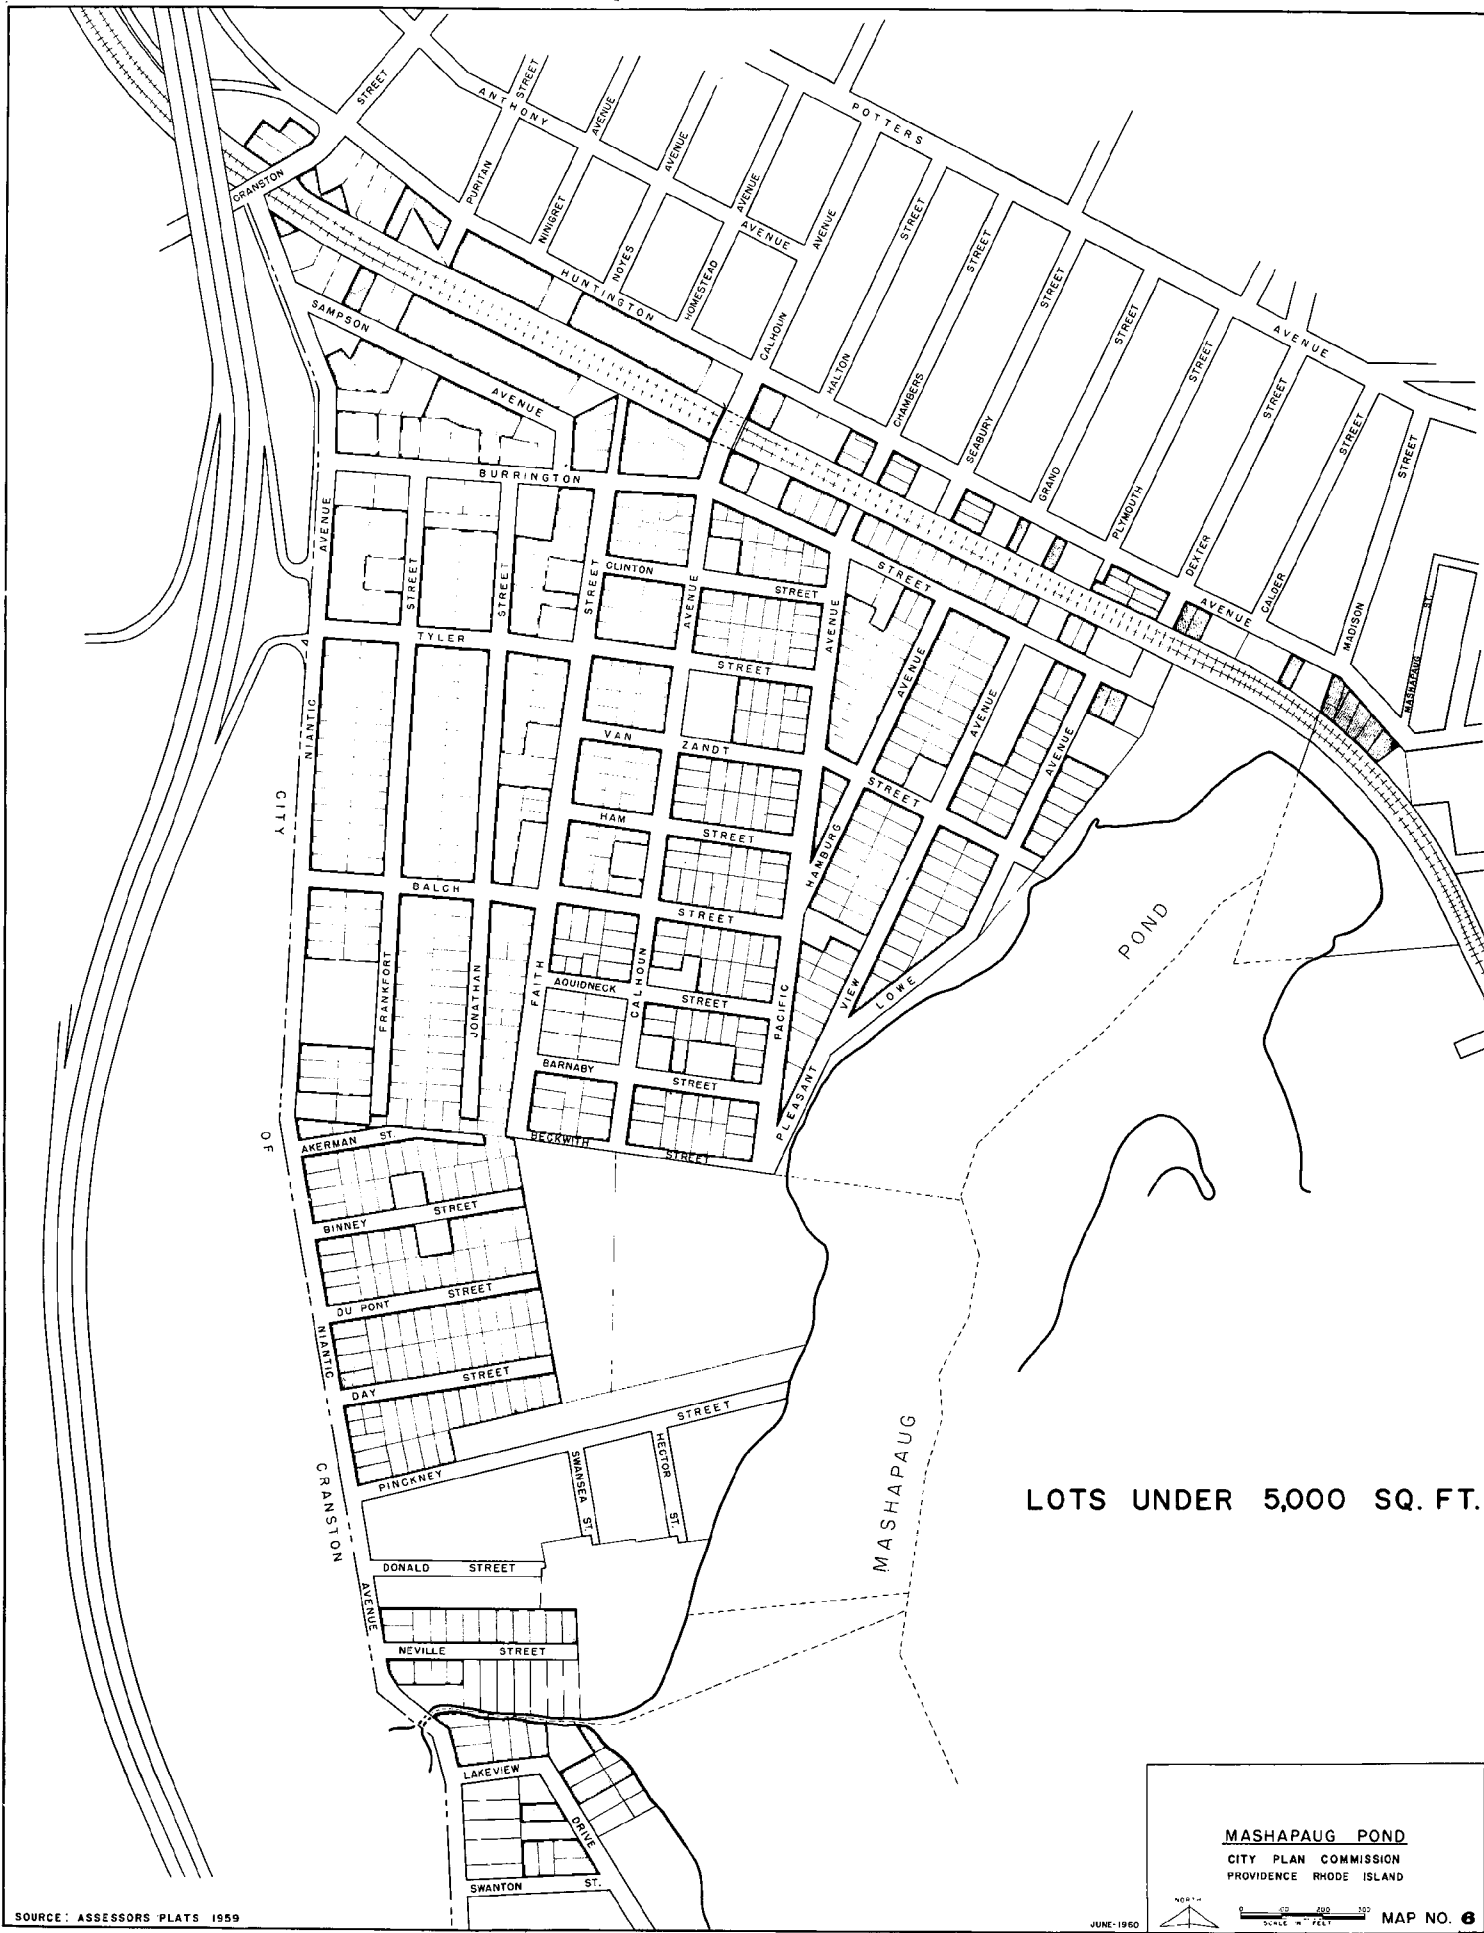 STREET
ANTHONY
STREET
AVENUE
AVENUE
AVENUE
POTTERS
AVENUE
CRANSTON
PURITAN
NINIGRET
NOYES
HOMESTEAD
AVENUE
CALHOUN
AVENUE
HALTON
STREET
CHAMBERS
STREET
SEABURY
STREET
GRAND
STREET
PLYMOUTH
STREET
DEXTER
STREET
CALDER
STREET
MADISON
STREET
MASHAPAUG
ST.
HUNTINGTON
AVENUE
SAMPSON
AVENUE
BURRINGTON
STREET
AVENUE
NIANTIC
STREET
STREET
STREET
CLINTON
STREET
AVENUE
AVENUE
TYLER
STREET
VAN ZANDT
STREET
AVENUE
AVENUE
AVENUE
HAM
STREET
HAMBURG
BALCH
STREET
CITY
OF
CRANSTON
FRANKFORT
JONATHAN
FAITH
CALHOUN
PACIFIC
AQUIDNECK
STREET
PLEASANT VIEW
LOWE
BARNABY
STREET
BECKWITH
STREET
AKERMAN ST.
BINNEY STREET
DU PONT STREET
NIANTIC
DAY STREET
PINCKNEY STREET
SWANSEA ST.
HECTOR ST.
DONALD STREET
AVENUE
NEVILLE STREET
LAKEVIEW
DRIVE
SWANTON ST.
MASHAPAUG
POND
LOTS UNDER 5,000 SQ. FT.
MASHAPAUG POND
CITY PLAN COMMISSION
PROVIDENCE RHODE ISLAND
NORTH
SCALE IN FEET
MAP NO. 6
JUNE-1960
SOURCE: ASSESSORS PLATS 1959